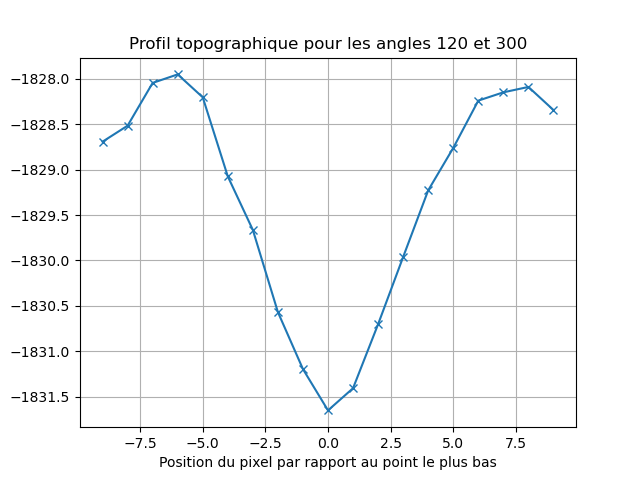 Profil topographique pour les angles 120 et 300
−1828.0
−1828.5
−1829.0
−1829.5
−1830.0
−1830.5
−1831.0
−1831.5
−7.5 −5.0 −2.5 0.0 2.5 5.0 7.5
Position du pixel par rapport au point le plus bas